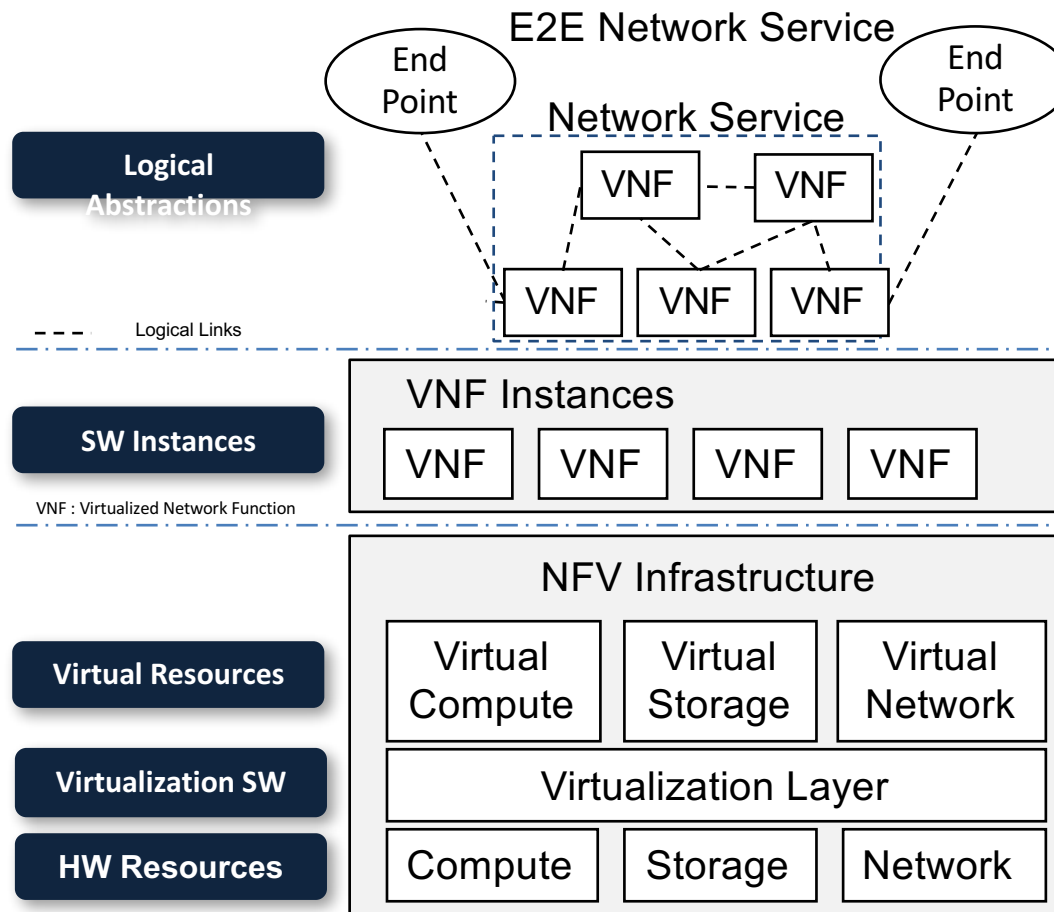 E2E Network Service
End
Point
End
Point
Network Service
Logical
Abstractions
VNF
VNF
VNF
VNF
VNF
Logical Links
VNF Instances
SW Instances
VNF
VNF
VNF
VNF
VNF : Virtualized Network Function
NFV Infrastructure
Virtual Resources
Virtual
Compute
Virtual
Storage
Virtual
Network
Virtualization SW
Virtualization Layer
HW Resources
Compute
Storage
Network